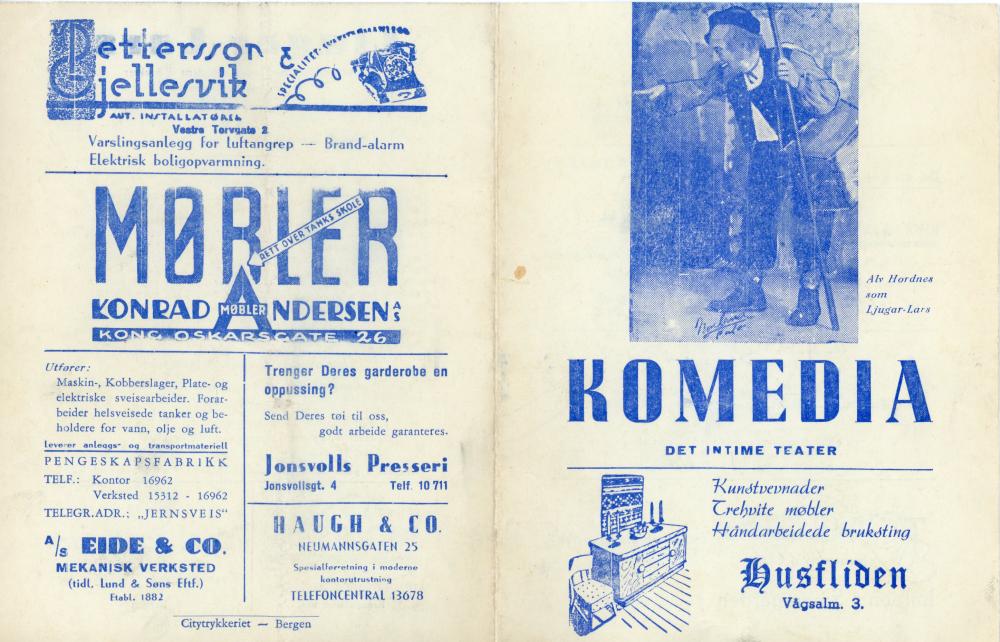 Pettersson &
Gjellesvik
SPECIALITET: SVAKSTRØMANLEGG
AUT. INSTALLATØRER
Vestre Torvgate 2
Varslingsanlegg for luftangrep — Brand-alarm
Elektrisk boligopvarmning.
MØBLER
RETT OVER TANKS SKOLE
KONRAD MØBLER ANDERSEN A/S
KONG OSKARSGATE 26
Utfører:
Maskin-, Kobberslager, Plate- og
elektriske sveisearbeider. Forar-
beider helsveisede tanker og be-
holdere for vann, olje og luft.
Leverer anleggs- og transportmateriell
PENGESKAPSFABRIKK
TELF.: Kontor 16962
Verksted 15312 - 16962
TELEGR.ADR.: „JERNSVEIS"
A/s EIDE & CO.
MEKANISK VERKSTED
(tidl. Lund & Søns Eftf.)
Etabl. 1882
Trenger Deres garderobe en
oppussing?
Send Deres tøi til oss,
godt arbeide garanteres.
Jonsvolls Presseri
Jonsvollsgt. 4 Telf. 10 711
HAUGH & CO.
NEUMANNSGATEN 25
Spesialforretning i moderne
kontorutrustning
TELEFONCENTRAL 13678
Citytrykkeriet — Bergen
Alv Hordnes
som
Ljugar-Lars
KOMEDIA
DET INTIME TEATER
Kunstvevnader
Trehvite møbler
Håndarbeidede bruksting
Husfliden
Vågsalm. 3.